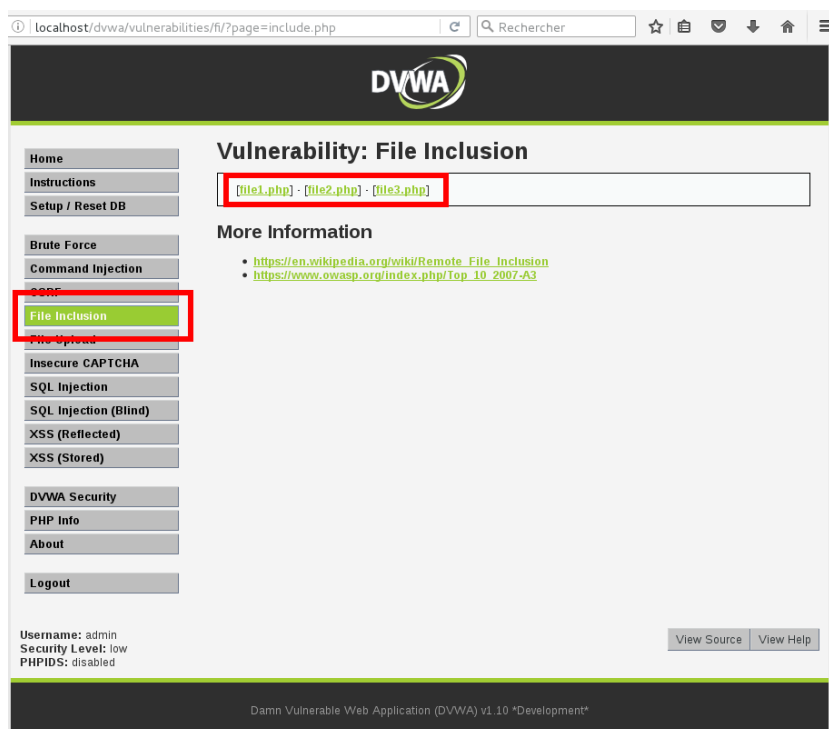 localhost/dvwa/vulnerabilities/fi/?page=include.php
Rechercher
DVWA
Home
Instructions
Setup / Reset DB
Brute Force
Command Injection
CSRF
File Inclusion
File Upload
Insecure CAPTCHA
SQL Injection
SQL Injection (Blind)
XSS (Reflected)
XSS (Stored)
DVWA Security
PHP Info
About
Logout
Vulnerability: File Inclusion
[file1.php] - [file2.php] - [file3.php]
More Information
https://en.wikipedia.org/wiki/Remote_File_Inclusion
https://www.owasp.org/index.php/Top_10_2007-A3
Username: admin
Security Level: low
PHPIDS: disabled
View Source
View Help
Damn Vulnerable Web Application (DVWA) v1.10 *Development*